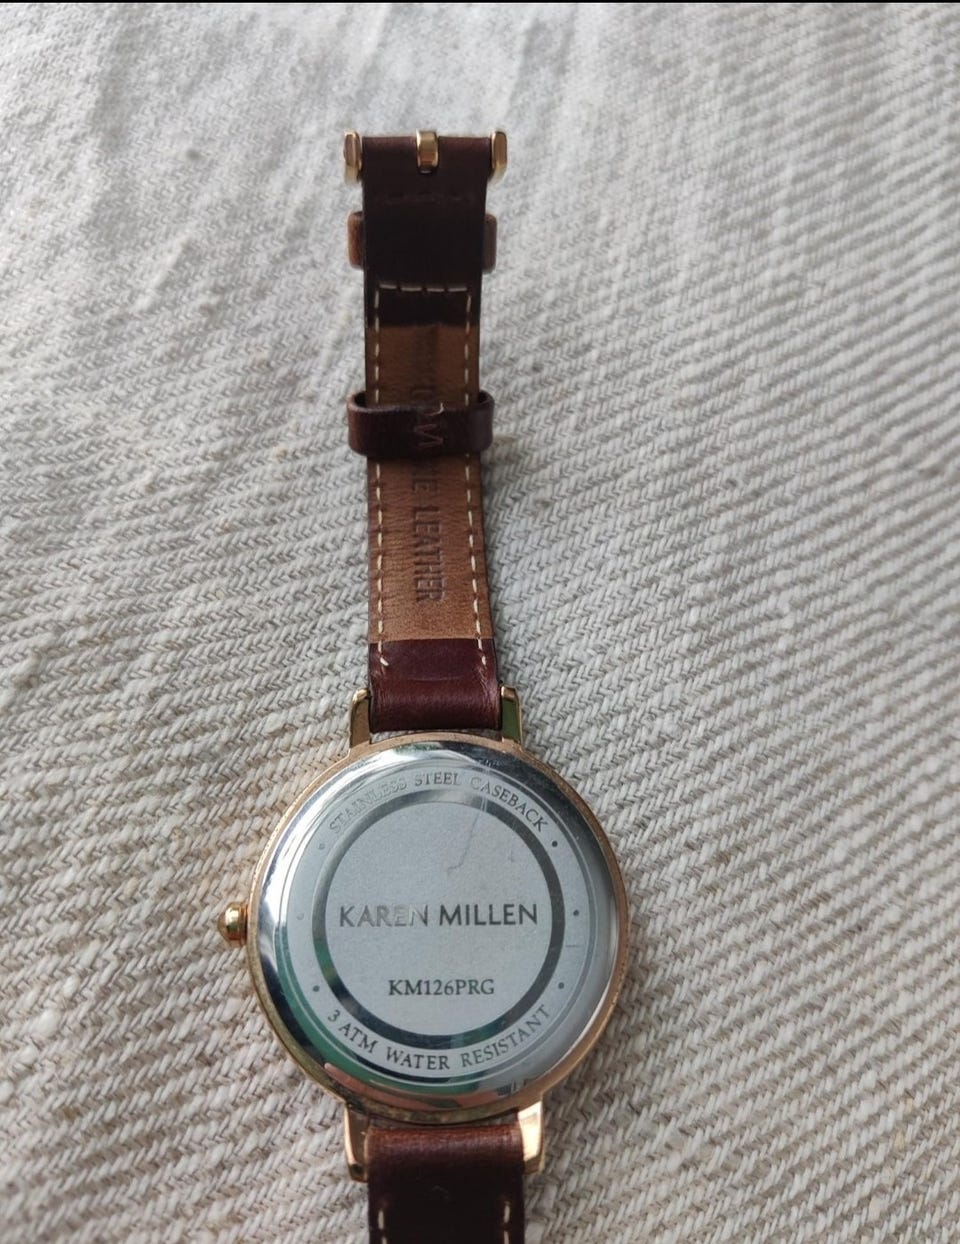 LEATHER
STAINLESS STEEL CASEBACK
KAREN MILLEN
KM126PRG
3 ATM WATER RESISTANT